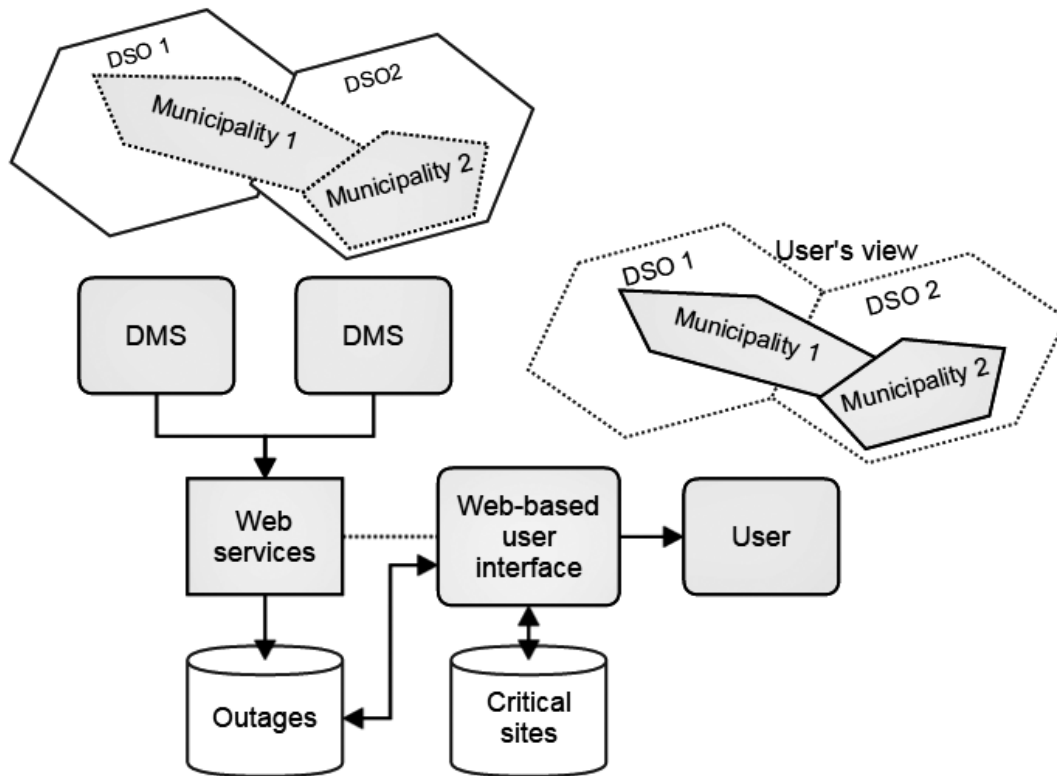 DSO 1
DSO2
Municipality 1
Municipality 2
User's view
DSO 1
DSO 2
Municipality 1
Municipality 2
DMS
DMS
Web
services
Web-based
user
interface
User
Outages
Critical
sites